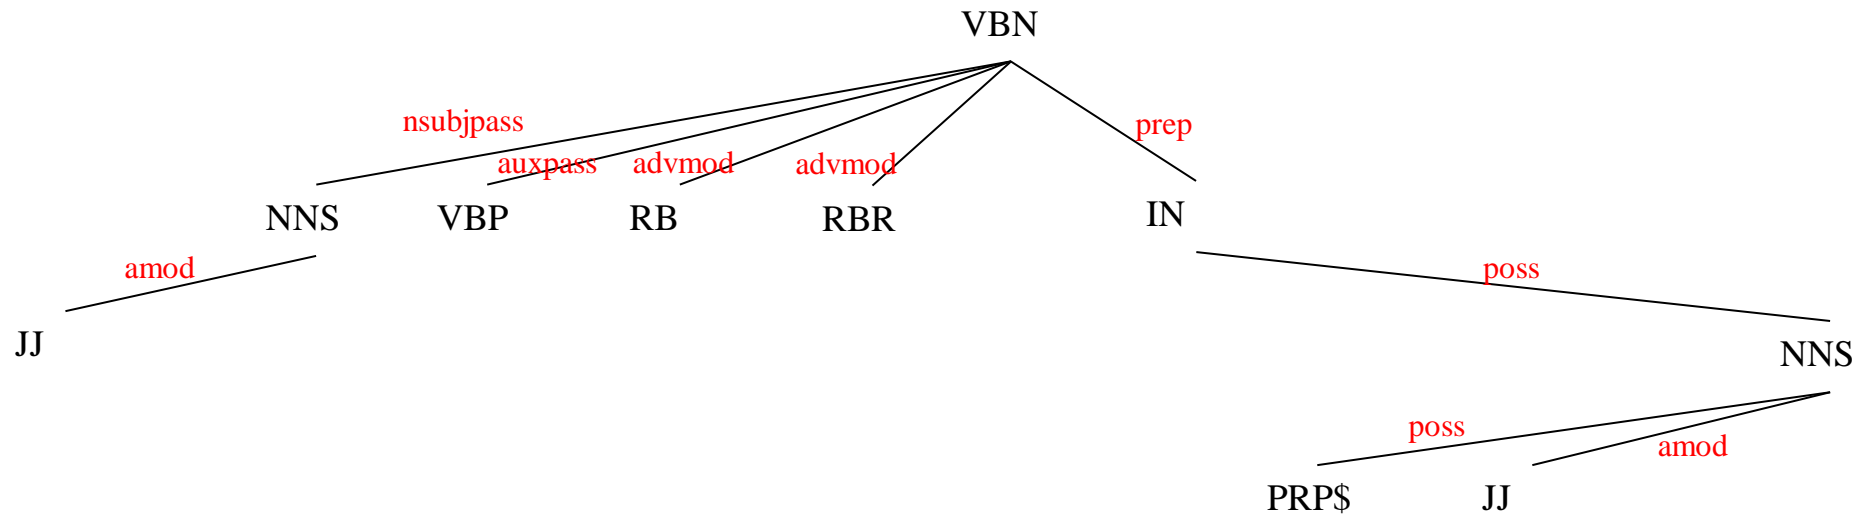 VBN
nsubjpass
prep
auxpass advmod advmod
NNS VBP RB RBR IN
amod poss
JJ NNS
poss
amod
PRP$ JJ